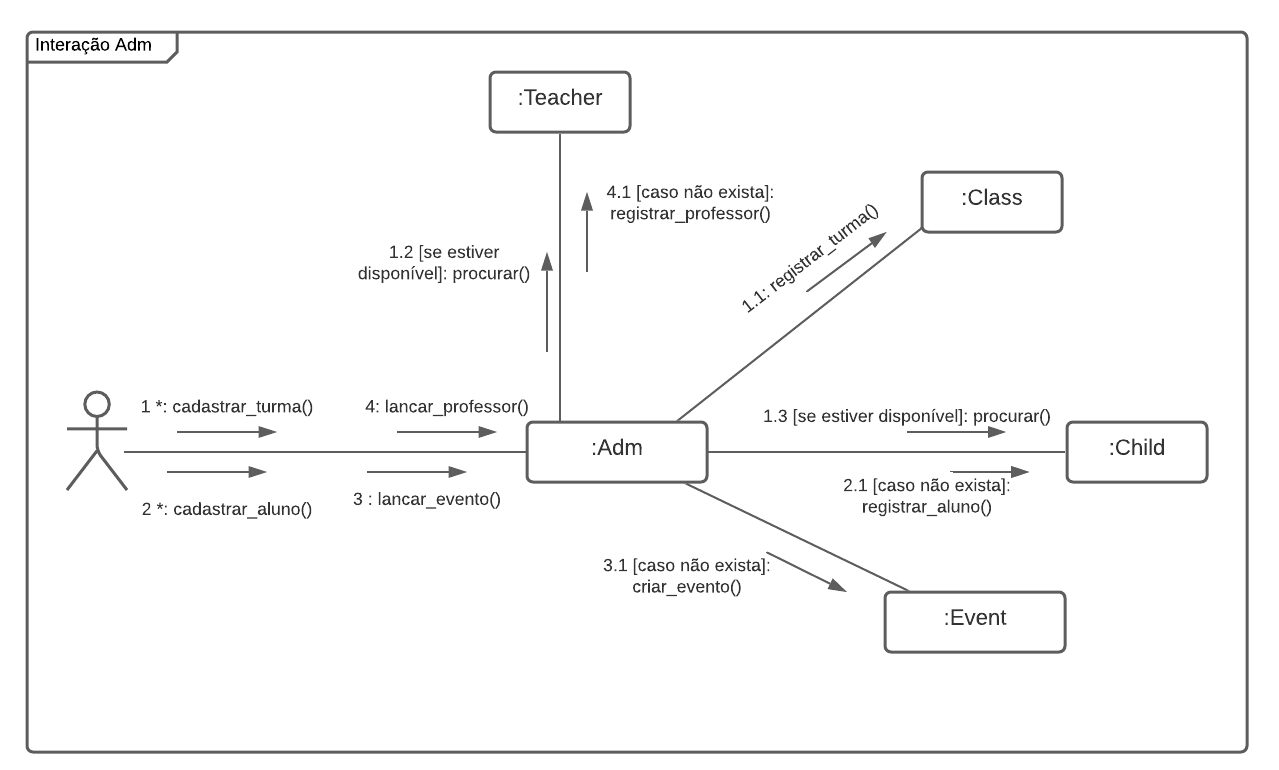 Interação Adm
:Teacher
4.1 [caso não exista]:
registrar_professor()
:Class
1.1: registrar_turma()
1.2 [se estiver
disponível]: procurar()
1 *: cadastrar_turma()
4: lancar_professor()
:Adm
1.3 [se estiver disponível]: procurar()
:Child
2 *: cadastrar_aluno()
3 : lancar_evento()
2.1 [caso não exista]:
registrar_aluno()
3.1 [caso não exista]:
criar_evento()
:Event